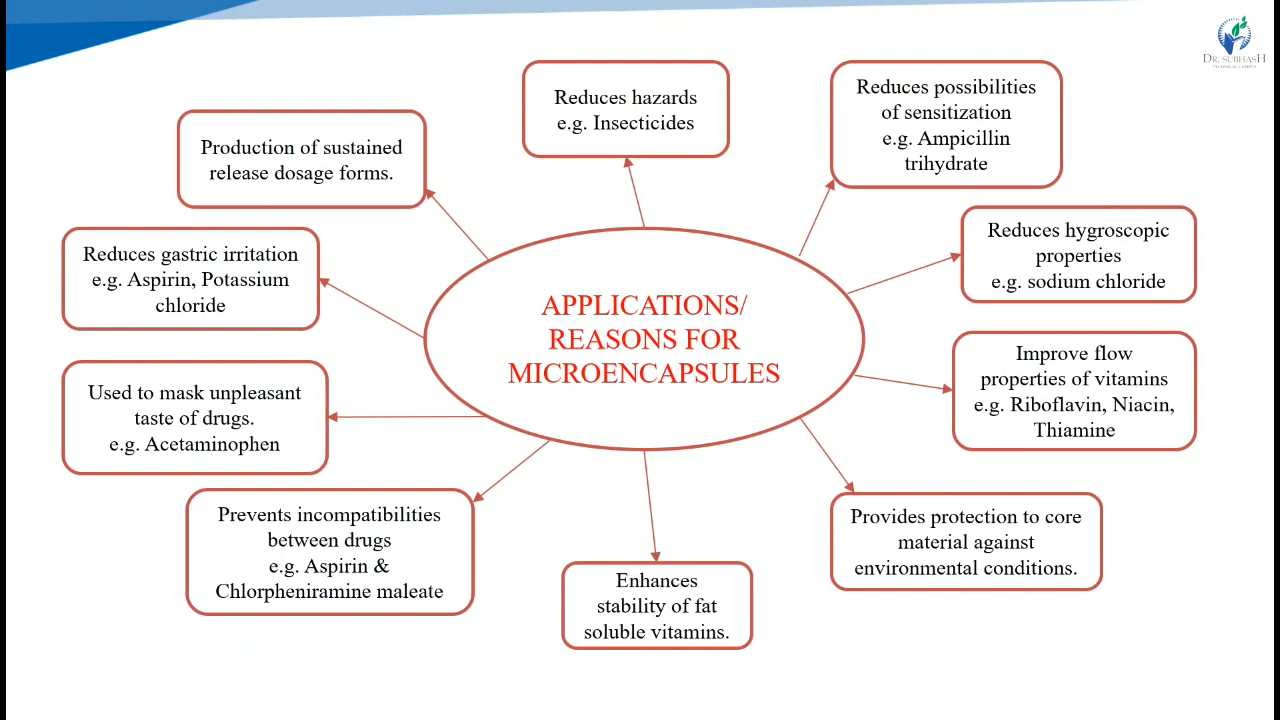 DR. SUBHASH
TECHNICAL CAMPUS
Reduces hazards
e.g. Insecticides
Reduces possibilities
of sensitization
e.g. Ampicillin
trihydrate
Production of sustained
release dosage forms.
Reduces hygroscopic
properties
e.g. sodium chloride
Reduces gastric irritation
e.g. Aspirin, Potassium
chloride
APPLICATIONS/
REASONS FOR
MICROENCAPSULES
Improve flow
properties of vitamins
e.g. Riboflavin, Niacin,
Thiamine
Used to mask unpleasant
taste of drugs.
e.g. Acetaminophen
Prevents incompatibilities
between drugs
e.g. Aspirin &
Chlorpheniramine maleate
Enhances
stability of fat
soluble vitamins.
Provides protection to core
material against
environmental conditions.